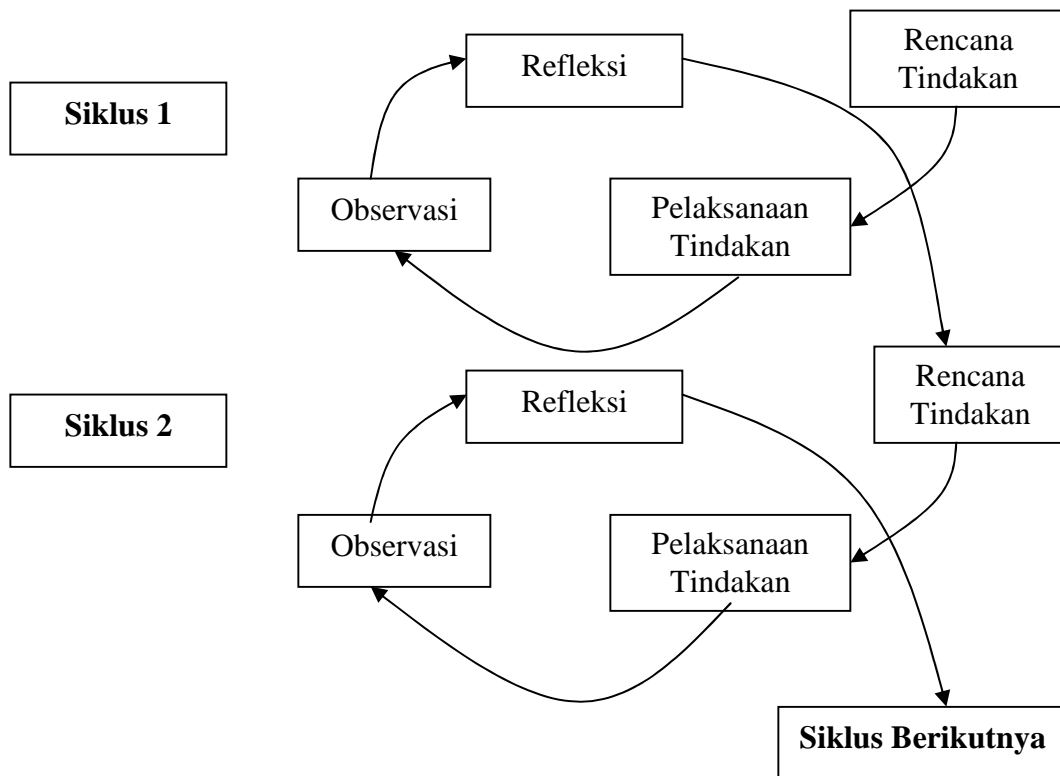 Rencana
Tindakan
Refleksi
Siklus 1
Observasi
Pelaksanaan
Tindakan
Rencana
Tindakan
Refleksi
Siklus 2
Observasi
Pelaksanaan
Tindakan
Siklus Berikutnya